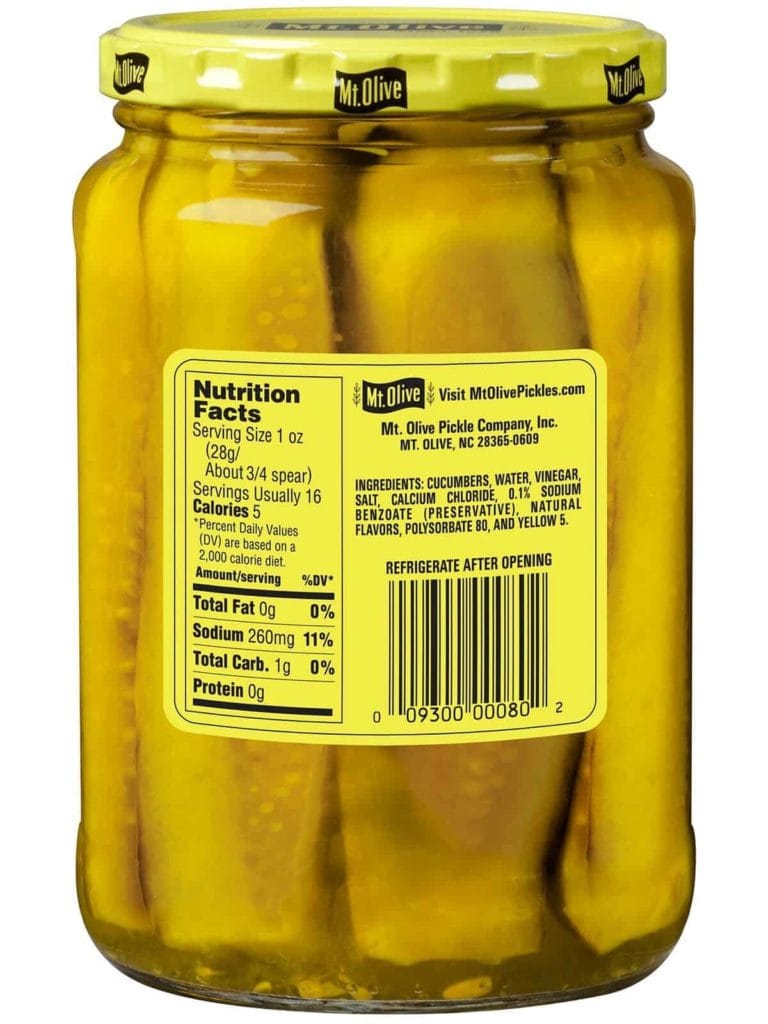 Mt. Olive
Mt. Olive
Mt. Olive
Mt. Olive
Nutrition
Facts
Serving Size 1 oz
(28g/
About 3/4 spear)
Servings Usually 16
Calories 5
*Percent Daily Values
(DV) are based on a
2,000 calorie diet.
Amount/serving %DV*
Total Fat 0g 0%
Sodium 260mg 11%
Total Carb. 1g 0%
Protein 0g
Mt. Olive Visit MtOlivePickles.com
Mt. Olive Pickle Company, Inc.
MT. OLIVE, NC 28365-0609
INGREDIENTS: CUCUMBERS, WATER, VINEGAR,
SALT, CALCIUM CHLORIDE, 0.1% SODIUM
BENZOATE (PRESERVATIVE), NATURAL
FLAVORS, POLYSORBATE 80, AND YELLOW 5.
REFRIGERATE AFTER OPENING
0 09300 00080 2